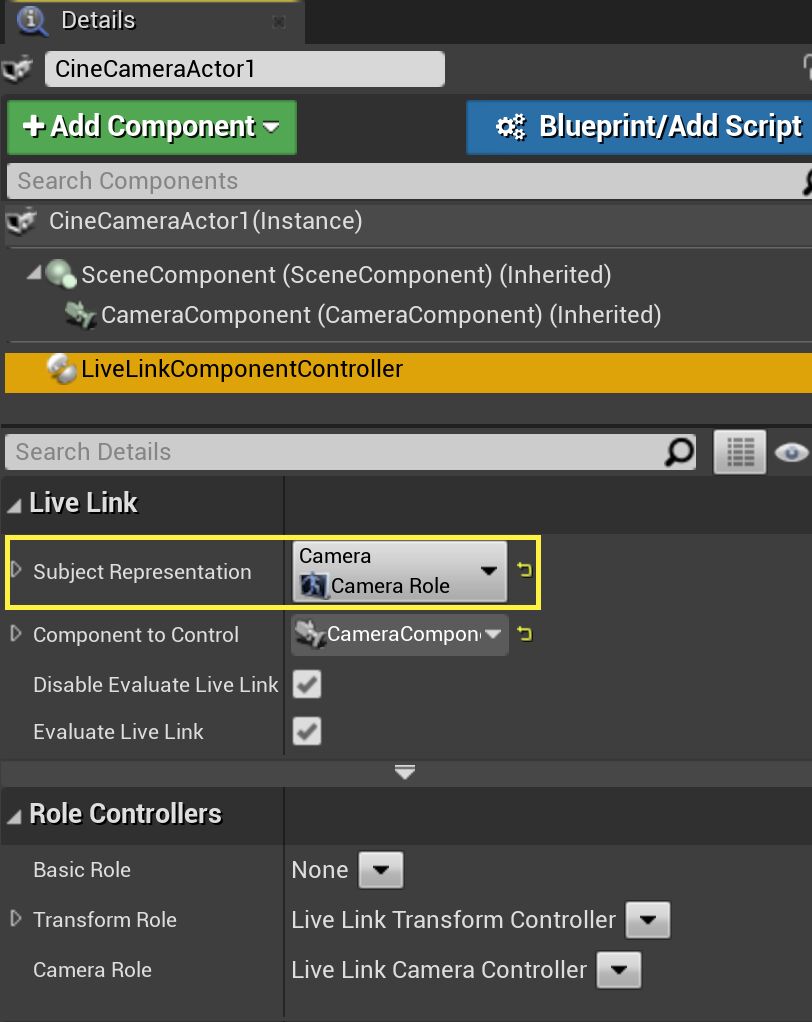 Details
CineCameraActor1
Add Component
Blueprint/Add Script
Search Components
CineCameraActor1(Instance)
SceneComponent (SceneComponent) (Inherited)
CameraComponent (CameraComponent) (Inherited)
LiveLinkComponentController
Search Details
Live Link
Subject Representation
Camera
Camera Role
Component to Control
CameraCompon
Disable Evaluate Live Link
Evaluate Live Link
Role Controllers
Basic Role
None
Transform Role
Live Link Transform Controller
Camera Role
Live Link Camera Controller